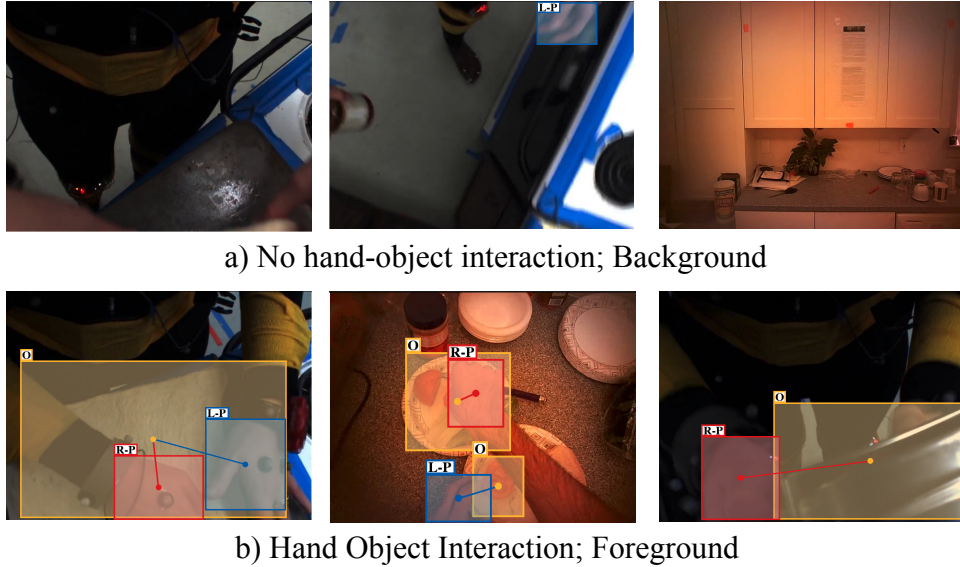 L-P
a) No hand-object interaction; Background
O
L-P
R-P
O
R-P
O
L-P
O
R-P
b) Hand Object Interaction; Foreground